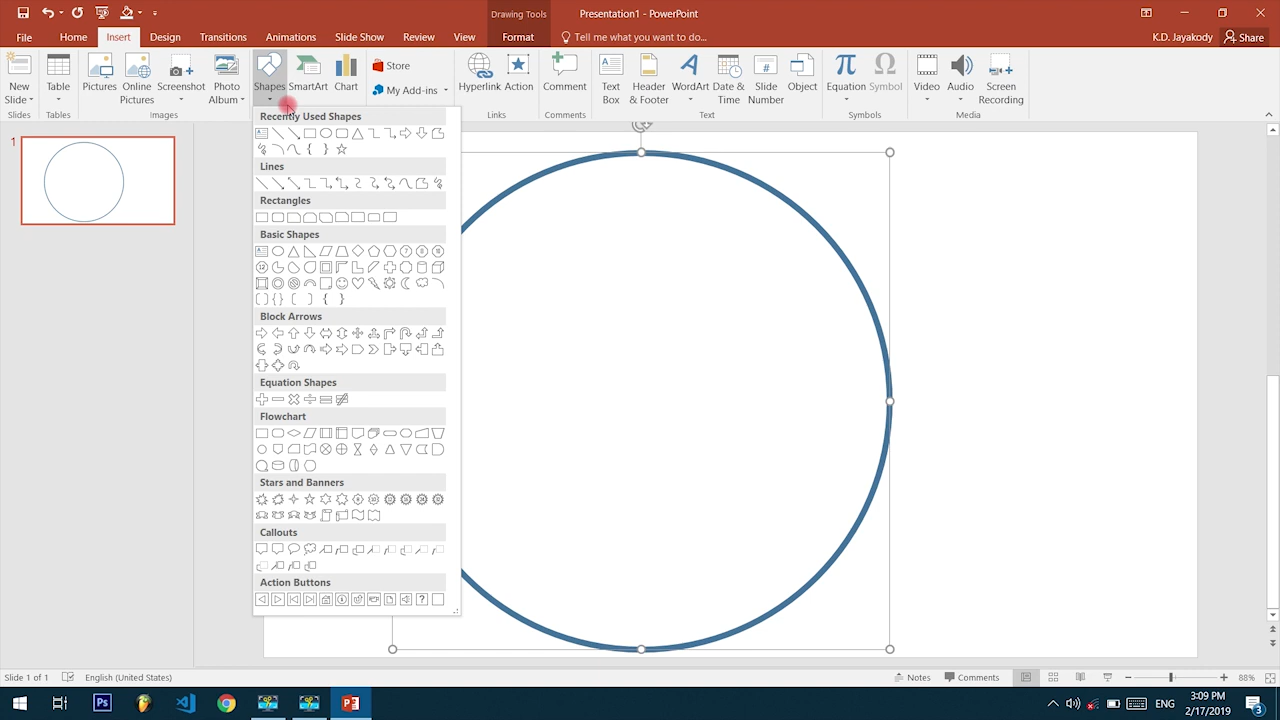 Drawing Tools
Presentation1 - PowerPoint
File
Home
Insert
Design
Transitions
Animations
Slide Show
Review
View
Format
Tell me what you want to do...
K.D. Jayakody
Share
New Slide
Table
Pictures
Online Pictures
Screenshot
Photo Album
Shapes
SmartArt
Chart
Store
My Add-ins
Hyperlink
Action
Comment
Text Box
Header & Footer
WordArt
Date & Time
Slide Number
Object
Equation
Symbol
Video
Audio
Screen Recording
Slides
Tables
Images
Links
Comments
Text
Symbols
Media
1
Recently Used Shapes
Lines
Rectangles
Basic Shapes
Block Arrows
Equation Shapes
Flowchart
Stars and Banners
Callouts
Action Buttons
Slide 1 of 1
English (United States)
Notes
Comments
88%
Ps
ENG
3:09 PM
2/17/2019
3